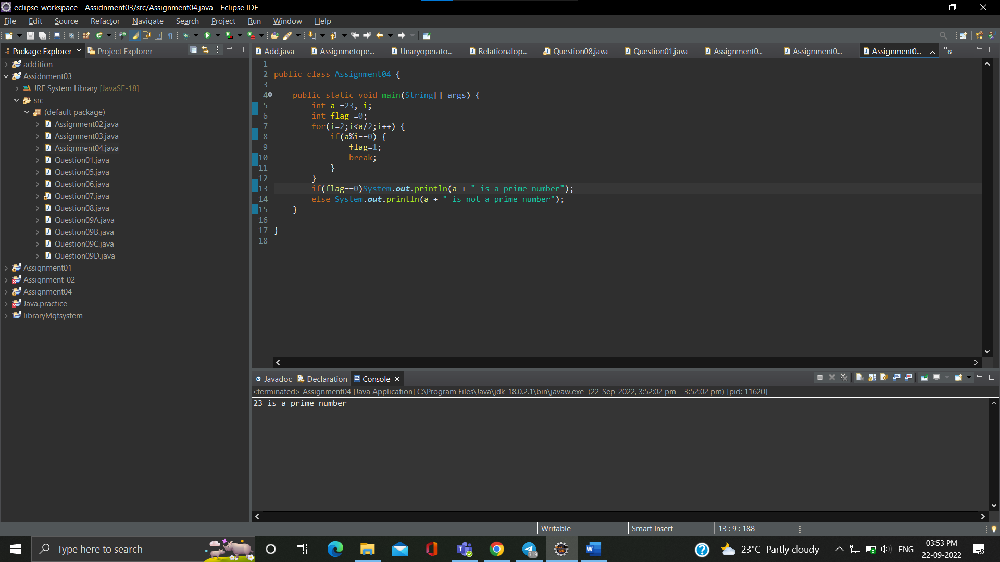 eclipse-workspace - Assidnment03/src/Assignment04.java - Eclipse IDE
File Edit Source Refactor Navigate Search Project Run Window Help
Package Explorer Project Explorer
Add.java Assignmetope... Unaryoperato... Relationalop... Question08.java Question01.java Assignment0... Assignment0... Assignment0... 49
addition
Assidnment03
JRE System Library [JavaSE-18]
src
(default package)
Assignment02.java
Assignment03.java
Assignment04.java
Question01.java
Question05.java
Question06.java
Question07.java
Question08.java
Question09A.java
Question09B.java
Question09C.java
Question09D.java
Assignment01
Assignment-02
Assignment04
Java.practice
libraryMgtsystem
1
2 public class Assignment04 {
3
4 public static void main(String[] args) {
5 int a =23, i;
6 int flag =0;
7 for(i=2;i<a/2;i++) {
8 if(a%i==0) {
9 flag=1;
10 break;
11 }
12 }
13 if(flag==0)System.out.println(a + " is a prime number");
14 else System.out.println(a + " is not a prime number");
15 }
16
17 }
18
Javadoc Declaration Console
<terminated> Assignment04 [Java Application] C:\Program Files\Java\jdk-18.0.2.1\bin\javaw.exe (22-Sep-2022, 3:52:02 pm – 3:52:02 pm) [pid: 11620]
23 is a prime number
Writable Smart Insert 13 : 9 : 188
Type here to search
319
23°C Partly cloudy
ENG
03:53 PM
22-09-2022